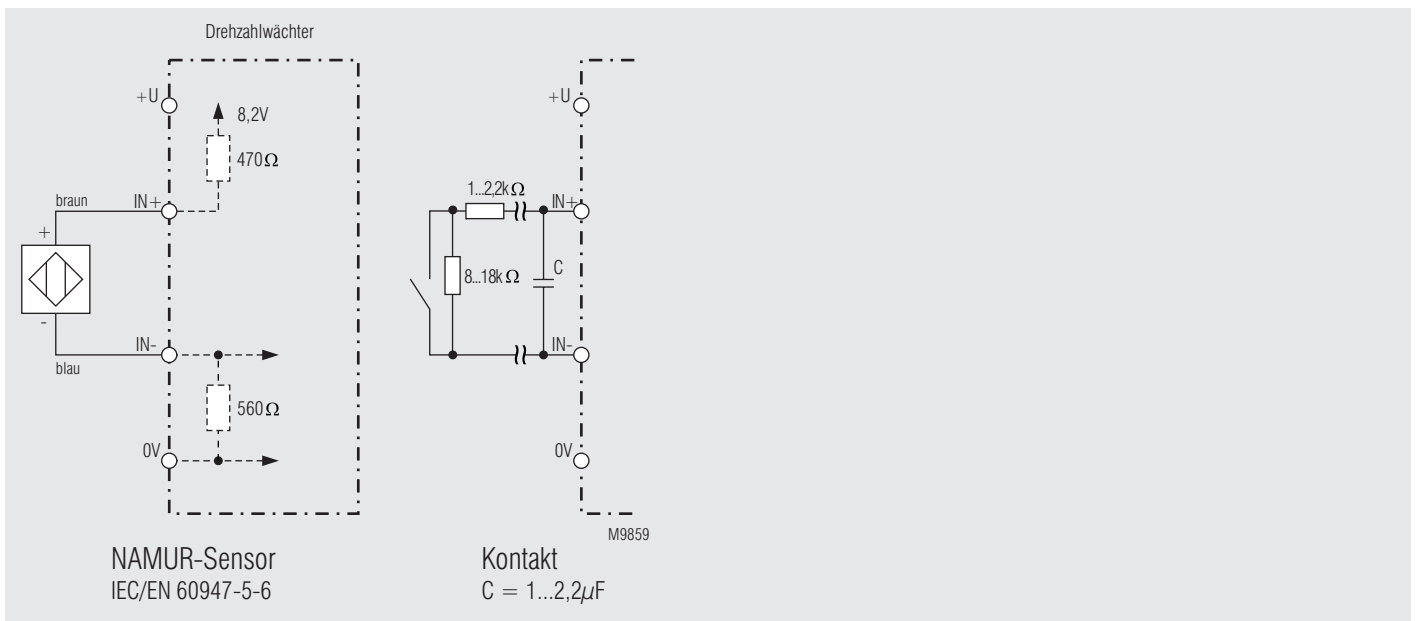 Drehzahlwächter
+U
8,2V
470Ω
braun
IN+
+
-
IN-
blau
560Ω
0V
NAMUR-Sensor
IEC/EN 60947-5-6
+U
1...2,2kΩ
IN+
8...18kΩ
C
IN-
0V
M9859
Kontakt
C = 1...2,2µF